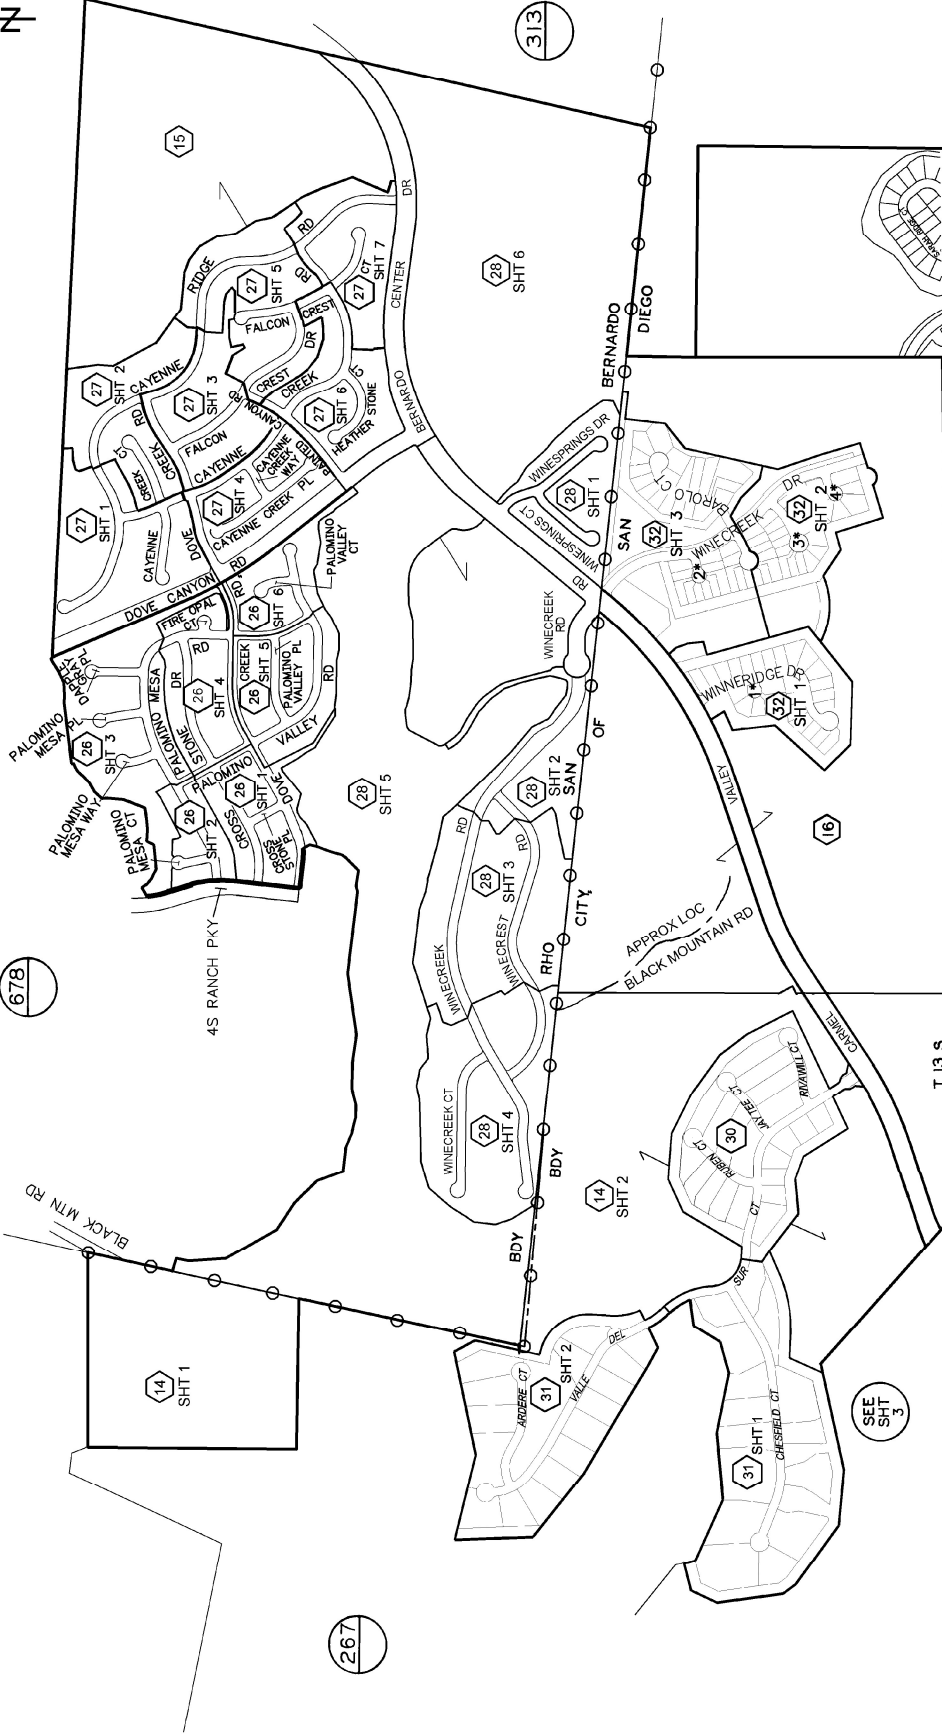 N
313
678
267
15
27
SHT 5
27
SHT 7
27
SHT 2
27
SHT 3
27
SHT 6
27
SHT 4
27
SHT 1
RIDGE
RD
FALCON
CREST
RD
CT
DR
CREST
CREEK
CAYENNE
RD
CREEK
CREEK
CT
FALCON
RD
CANYON
CAYENNE
CAYENNE
CREEK
WAY
PAINTED
HEATHER
STONE
CT
CAYENNE CREEK PL
CAYENNE
DOVE
DOVE CANYON
RD
BERNARDO
CENTER
DR
28
SHT 6
BERNARDO
DIEGO
SARAH RIDGE CT
WINESPRINGS DR
28
SHT 1
WINESPRINGS CT
WINESPRINGS
RD
SAN
32
SHT 3
BAROLO CT
WINECREEK
DR
32
SHT 2
4*
3*
2*
WINNERIDGE DR
1*
32
SHT 1
PALOMINO
VALLEY
CT
26
SHT 6
RD.
FIRE OPAL
CT
DAPPLE
GRAY PL
PALOMINO
MESA PL
26
SHT 3
PALOMINO
MESA WAY
PALOMINO
MESA CT
PALOMINO MESA
RD
STONE
DR
26
SHT 4
CREEK
26
SHT 5
PALOMINO
VALLEY PL
RD
VALLEY
26
SHT 2
PALOMINO
26
SHT 1
CROSS
DOVE
CROSS
STONE PL
4S RANCH PKY
28
SHT 5
WINECREEK
RD
OF
28
SHT 2
SAN
RD
RD
28
SHT 3
WINECREEK
WINECREST
CITY,
RHO
APPROX LOC
BLACK MOUNTAIN RD
16
VALLEY
CARMEL
T 13 S
WINECREEK CT
28
SHT 4
BDY
BDY
14
SHT 2
RIVAWILL CT
JAYTEE CT
RUBEN CT
30
CT
SUR
DEL
VALLE
BLACK MTN RD
14
SHT 1
ARDERE CT
31
SHT 2
31
SHT 1
CHESFIELD CT
SEE
SHT
3